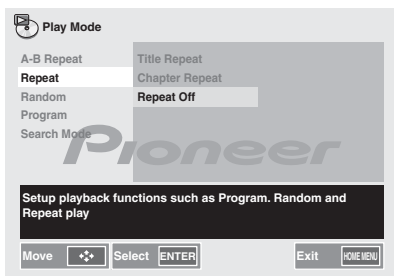 Play Mode
A-B Repeat
Repeat
Random
Program
Search Mode
Title Repeat
Chapter Repeat
Repeat Off
Pioneer
Setup playback functions such as Program. Random and
Repeat play
Move Select ENTER Exit HOME MENU